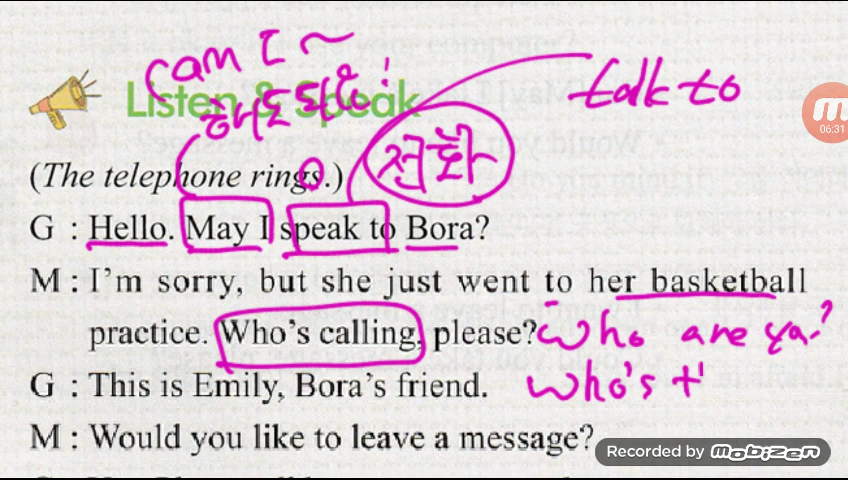 can I ~
Listen & Speak
해도 되요!
talk to
전화
(The telephone rings.)
G : Hello. May I speak to Bora?
M : I'm sorry, but she just went to her basketball
practice. Who's calling, please? who are ya?
G : This is Emily, Bora's friend. who's t
M : Would you like to leave a message?
06:31
Recorded by mobizen